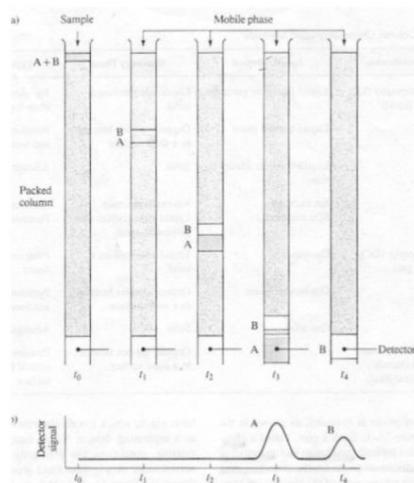 a)
Sample
Mobile phase
A + B
B
A
Packed
column
B
A
B
A
B
Detector
t0
t1
t2
t3
t4
b)
Detector
signal
A
B
t0
t1
t2
t3
t4